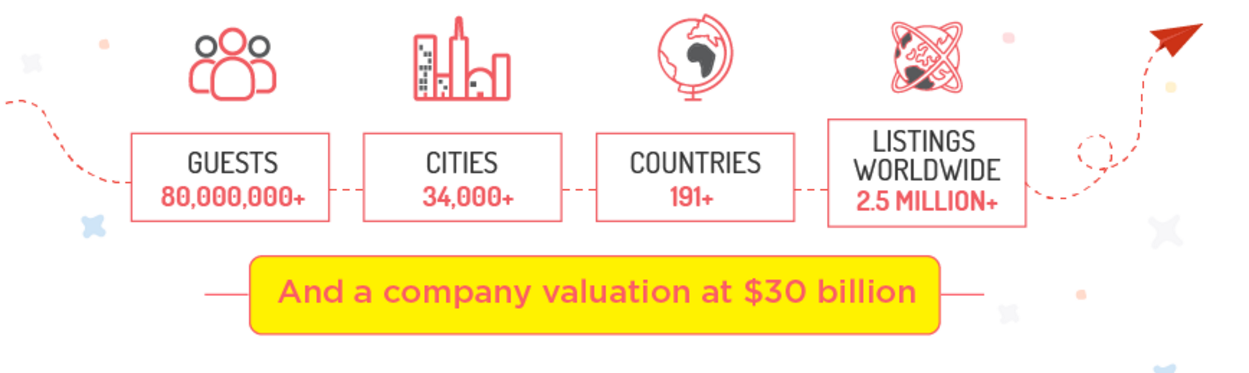 GUESTS
80,000,000+
CITIES
34,000+
COUNTRIES
191+
LISTINGS
WORLDWIDE
2.5 MILLION+
And a company valuation at $30 billion